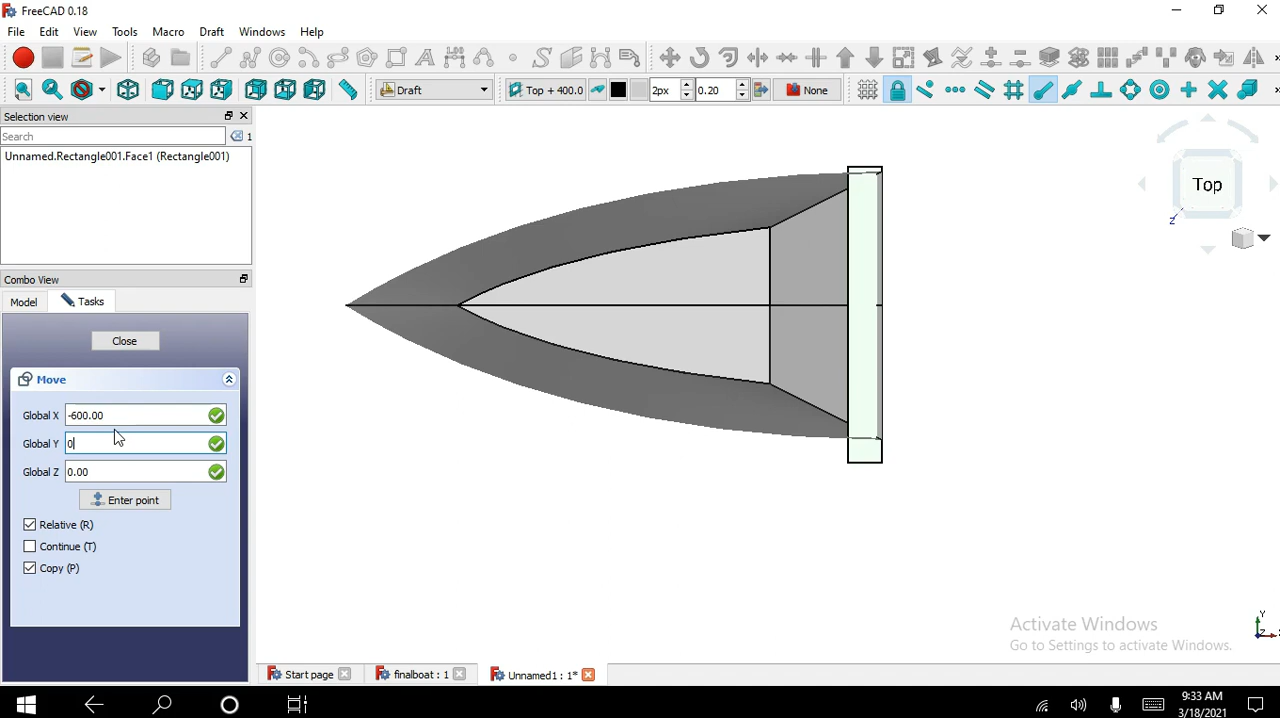 FreeCAD 0.18
File Edit View Tools Macro Draft Windows Help
Draft Top + 400.0 2px 0.20 None
Selection view
Search 1
Unnamed.Rectangle001.Face1 (Rectangle001)
Combo View
Model Tasks
Close
Move
Global X -600.00
Global Y 0
Global Z 0.00
Enter point
Relative (R)
Continue (T)
Copy (P)
Top
Z
Y
Z
Activate Windows
Go to Settings to activate Windows.
Start page finalboat : 1 Unnamed1 : 1*
9:33 AM
3/18/2021